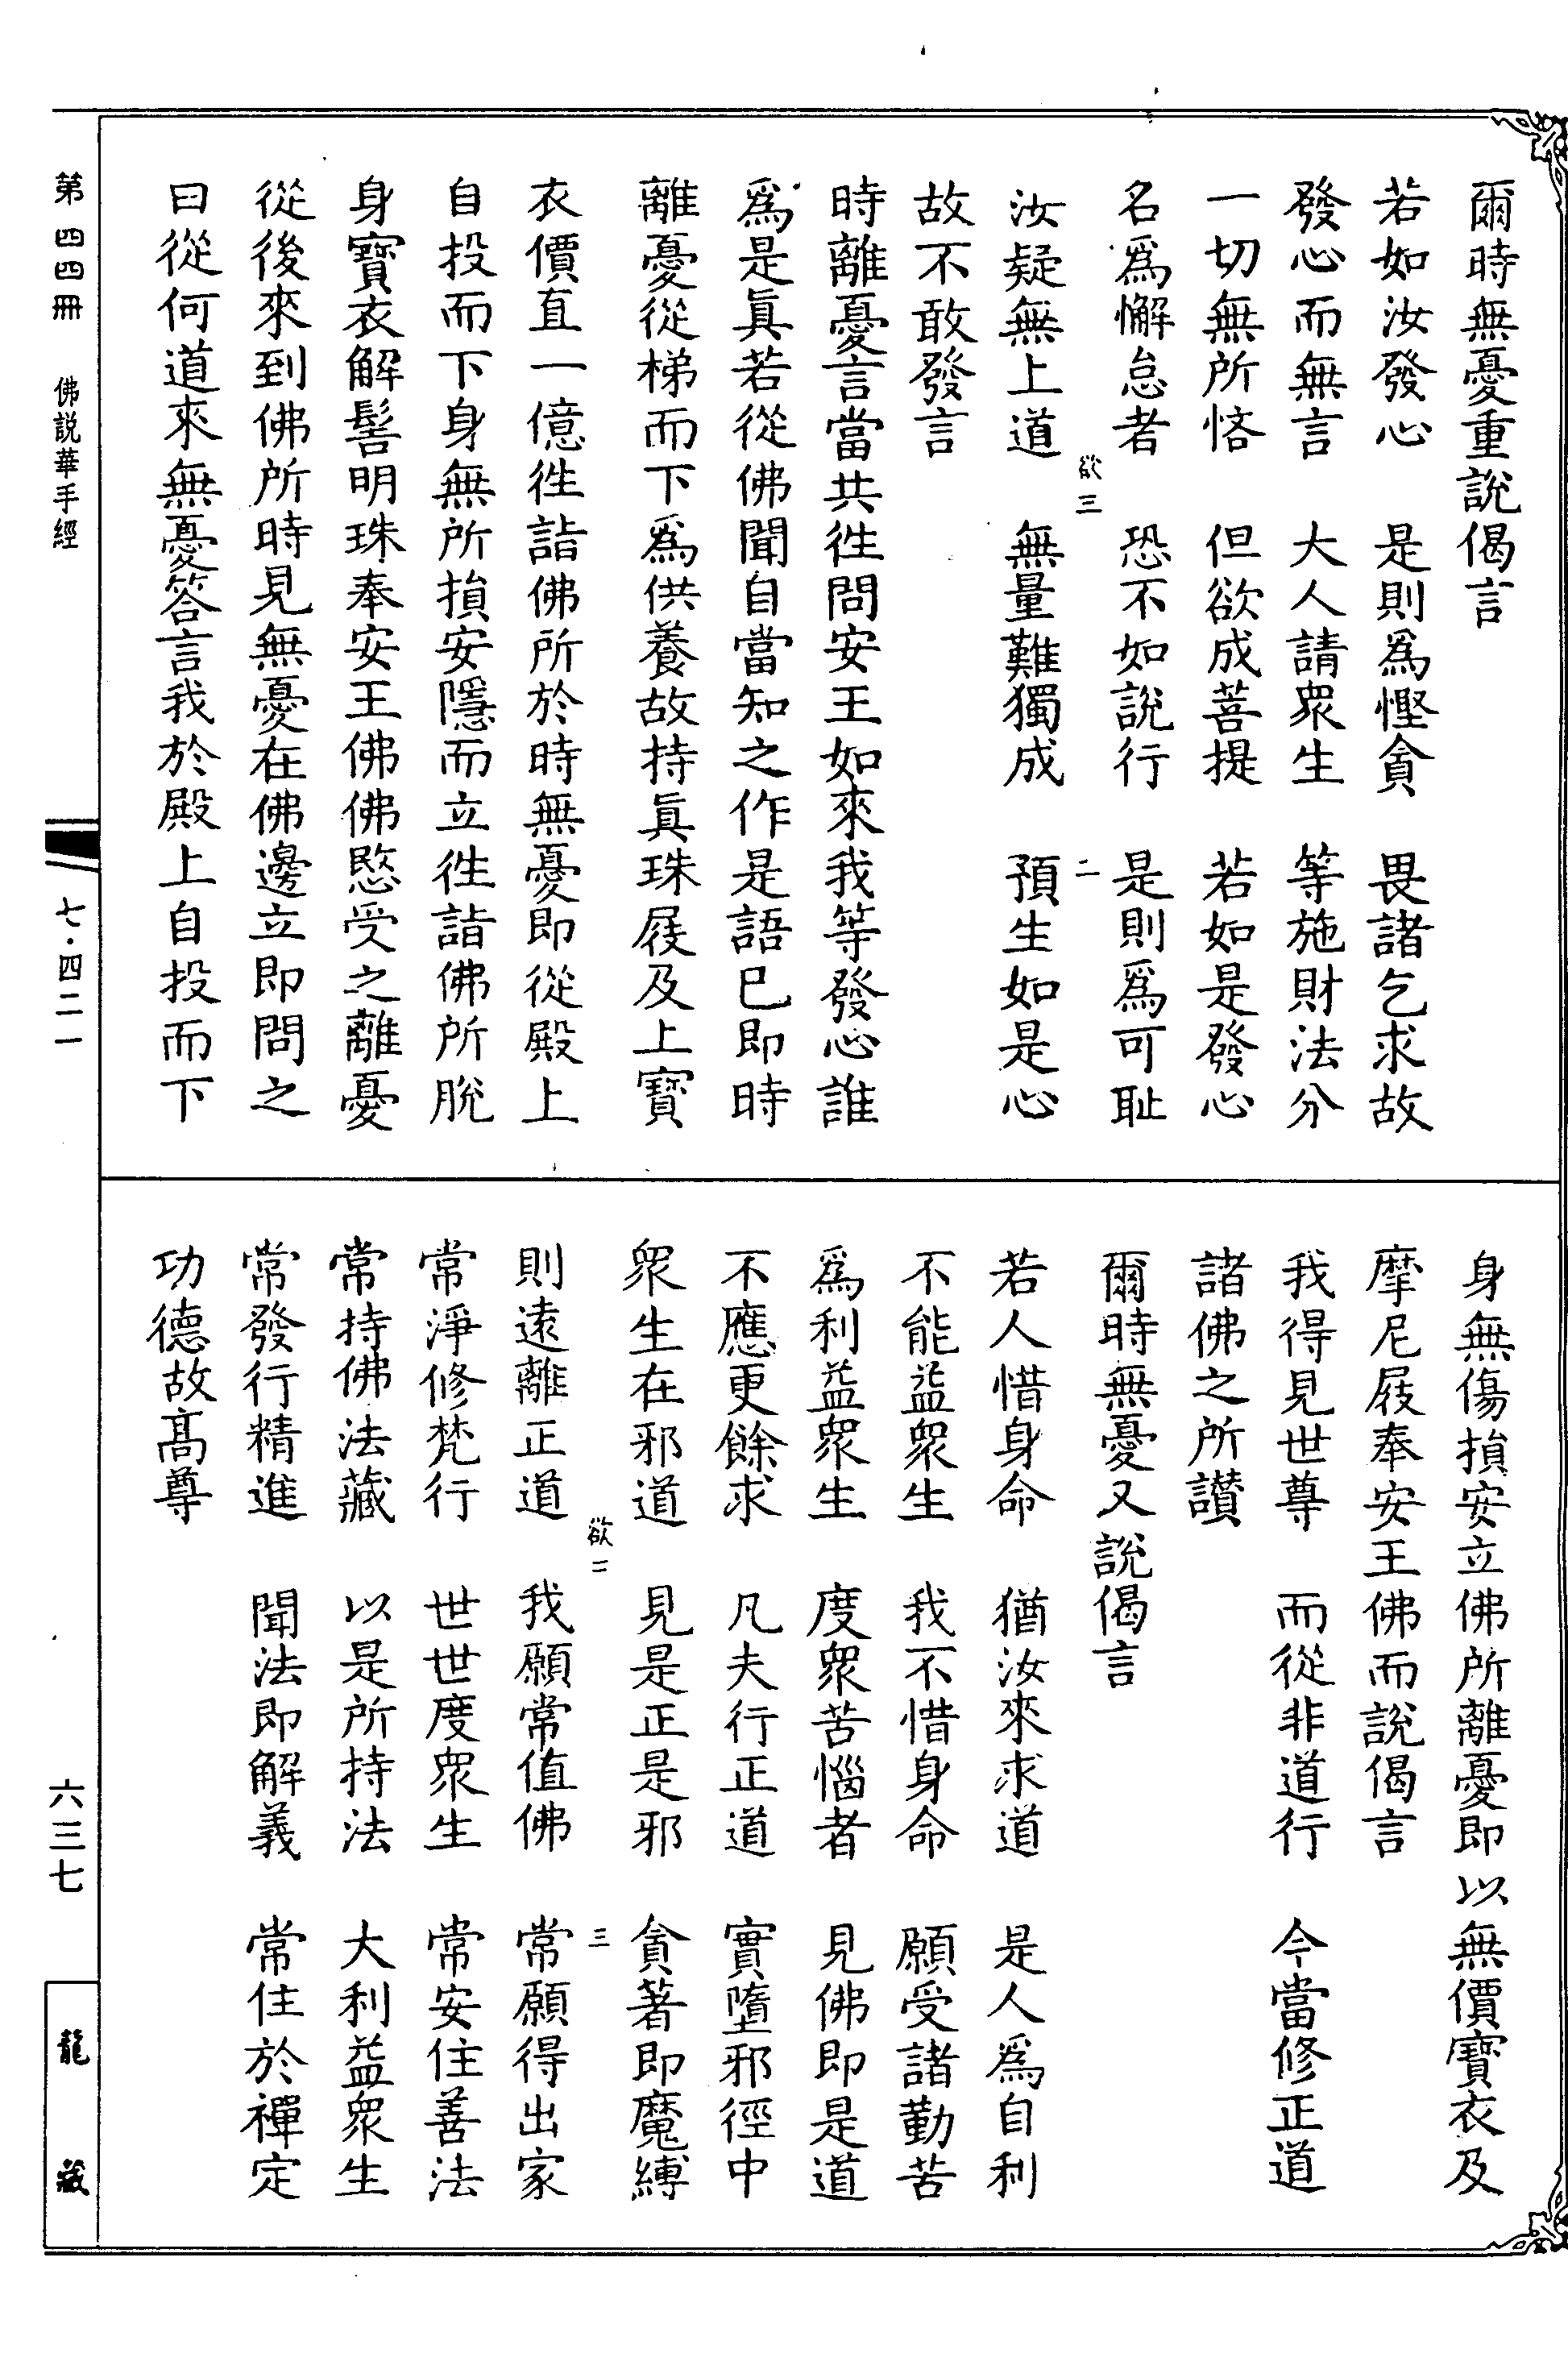 爾時無憂重說偈言
若如汝發心　是則爲慳貪　畏諸乞求故
發心而無言　大人請衆生　等施財法分
一切無所悋　但欲成菩提　若如是發心
名爲懈怠者　恐不如說行　是則爲可耻
欲三　二
汝疑無上道　無量難獨成　預生如是心
故不敢發言
時離憂言當共徃問安王如來我等發心誰
爲是眞若從佛聞自當知之作是語已即時
離憂從梯而下爲供養故持眞珠屐及上寶
衣價直一億徃詣佛所於時無憂即從殿上
自投而下身無所損安隱而立徃詣佛所脫
身寶衣解髻明珠奉安王佛佛愍受之離憂
從後來到佛所時見無憂在佛邊立即問之
曰從何道來無憂答言我於殿上自投而下
身無傷損安立佛所離憂即以無價寶衣及
摩尼屐奉安王佛而說偈言
我得見世尊　而從非道行　今當修正道
諸佛之所讃
爾時無憂又說偈言
若人惜身命　猶汝來求道　是人爲自利
不能益衆生　我不惜身命　願受諸勤苦
爲利益衆生　度衆苦惱者　見佛即是道
不應更餘求　凡夫行正道　實墮邪徑中
衆生在邪道　見是正是邪　貪著即魔縛
欲二　三
則遠離正道　我願常值佛　常願得出家
常淨修梵行　世世度衆生　常安住善法
常持佛法藏　以是所持法　大利益衆生
常發行精進　聞法即解義　常住於禪定
功德故高尊
第四四冊　佛説華手經
七·四二一
六三七
龍藏